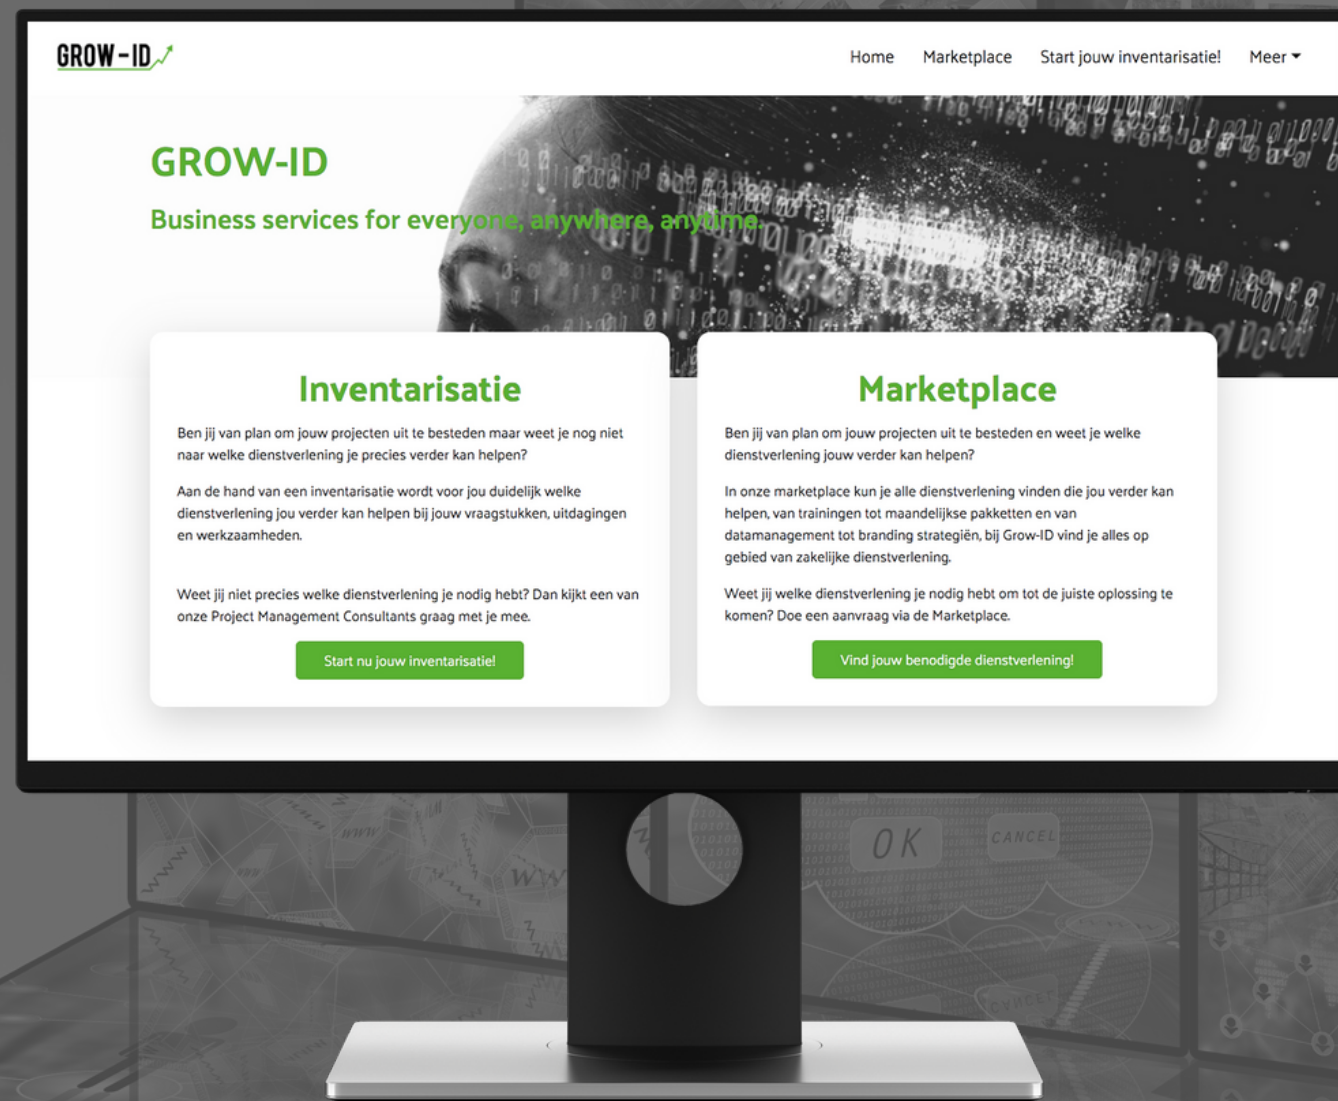 GROW-ID
Home Marketplace Start jouw inventarisatie! Meer
GROW-ID
Business services for everyone, anywhere, anytime.
Inventarisatie
Ben jij van plan om jouw projecten uit te besteden maar weet je nog niet
naar welke dienstverlening je precies verder kan helpen?
Aan de hand van een inventarisatie wordt voor jou duidelijk welke
dienstverlening jou verder kan helpen bij jouw vraagstukken, uitdagingen
en werkzaamheden.
Weet jij niet precies welke dienstverlening je nodig hebt? Dan kijkt een van
onze Project Management Consultants graag met je mee.
Start nu jouw inventarisatie!
Marketplace
Ben jij van plan om jouw projecten uit te besteden en weet je welke
dienstverlening jouw verder kan helpen?
In onze marketplace kun je alle dienstverlening vinden die jou verder kan
helpen, van trainingen tot maandelijkse pakketten en van
datamanagement tot branding strategiën, bij Grow-ID vind je alles op
gebied van zakelijke dienstverlening.
Weet jij welke dienstverlening je nodig hebt om tot de juiste oplossing te
komen? Doe een aanvraag via de Marketplace.
Vind jouw benodigde dienstverlening!
www
OK
CANCEL
CANCEL